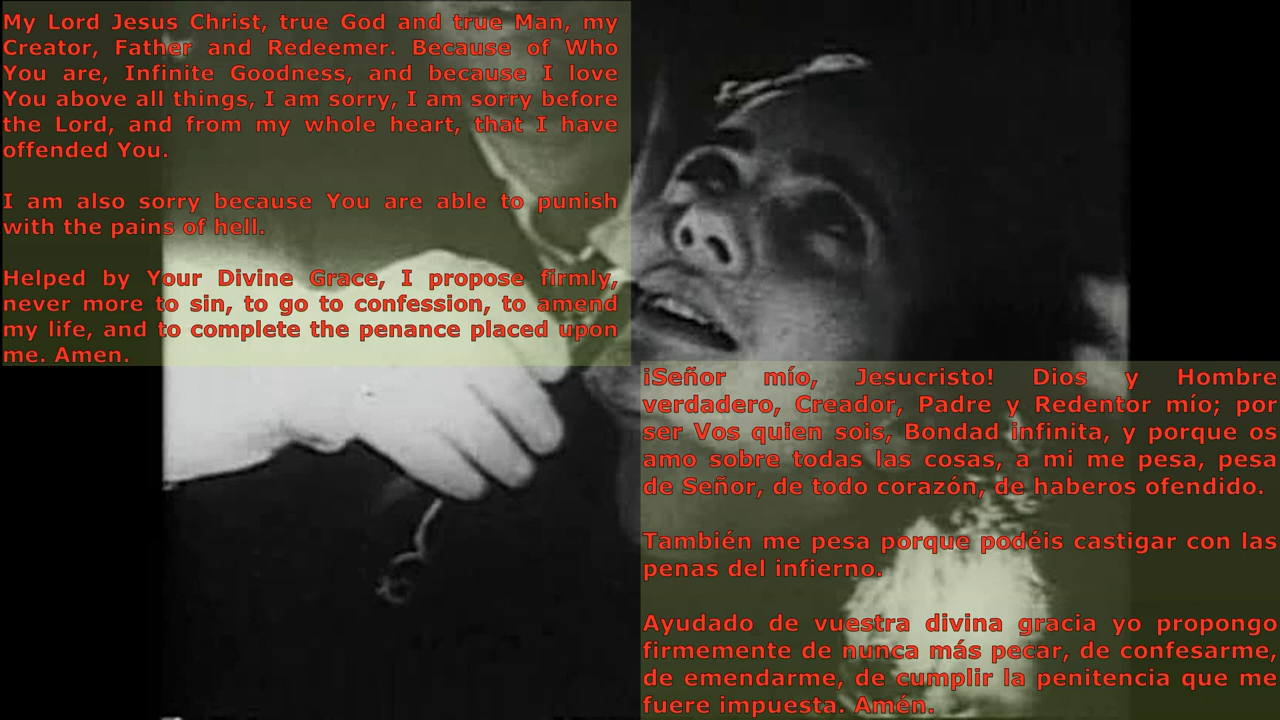 My Lord Jesus Christ, true God and true Man, my
Creator, Father and Redeemer. Because of Who
You are, Infinite Goodness, and because I love
You above all things, I am sorry, I am sorry before
the Lord, and from my whole heart, that I have
offended You.
I am also sorry because You are able to punish
with the pains of hell.
Helped by Your Divine Grace, I propose firmly,
never more to sin, to go to confession, to amend
my life, and to complete the penance placed upon
me. Amen.
¡Señor mío, Jesucristo! Dios y Hombre
verdadero, Creador, Padre y Redentor mío; por
ser Vos quien sois, Bondad infinita, y porque os
amo sobre todas las cosas, a mi me pesa, pesa
de Señor, de todo corazón, de haberos ofendido.
También me pesa porque podéis castigar con las
penas del infierno.
Ayudado de vuestra divina gracia yo propongo
firmemente de nunca más pecar, de confesarme,
de emendarme, de cumplir la penitencia que me
fuere impuesta. Amén.